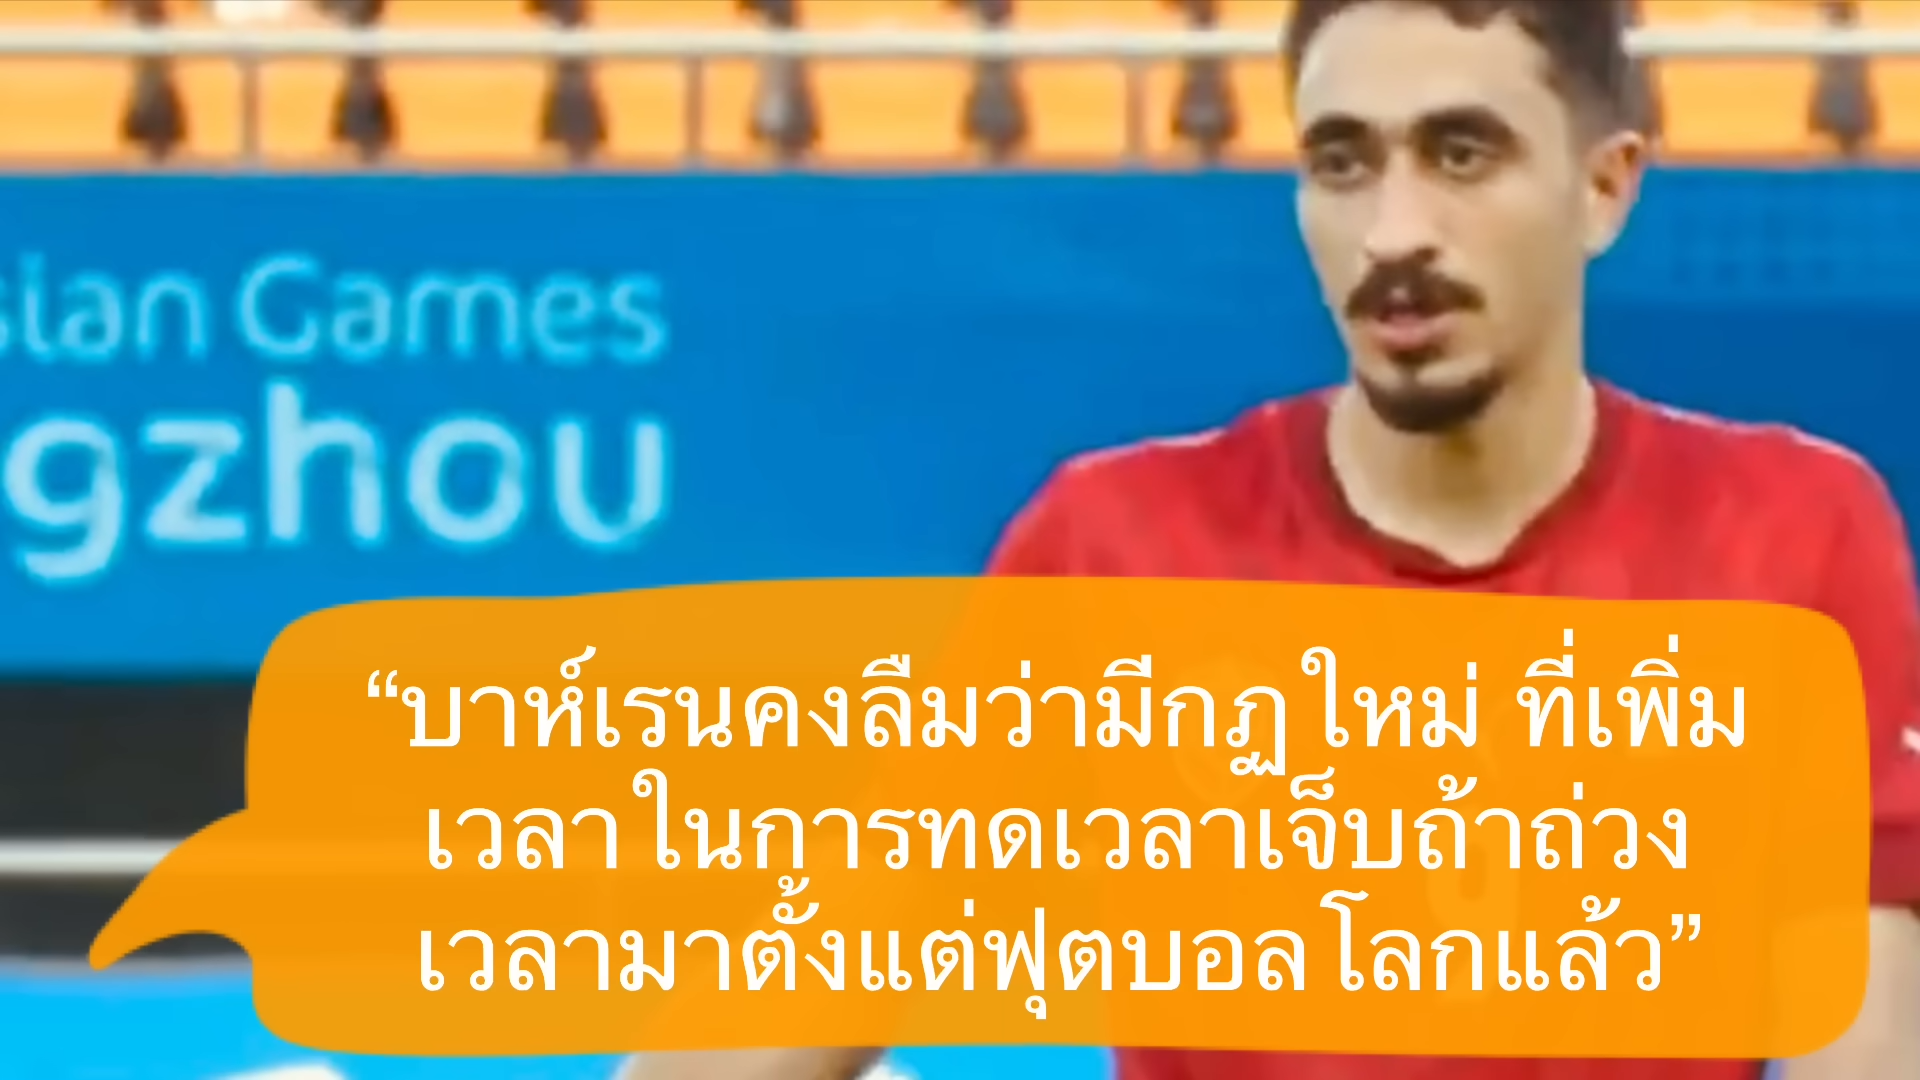 sian Games
gzhou
“บาห์เรนคงลืมว่ามีกฏใหม่ ที่เพิ่ม
เวลาในการทดเวลาเจ็บถ้าถ่วง
เวลามาตั้งแต่ฟุตบอลโลกแล้ว”